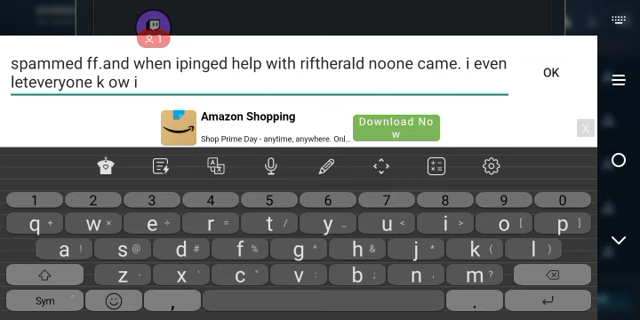 1
spammed ff.and when ipinged help with riftherald noone came. i even
leteveryone k ow i
OK
Amazon Shopping
Shop Prime Day - anytime, anywhere. Onl...
Download No
w
X
1 2 3 4 5 6 7 8 9 0
q + w × e ÷ r = t / y _ u < i > o [ p ]
a ! s @ d # f % g ^ h & j * k ( l )
z - x ' c " v : b ; n , m ?
Sym , .